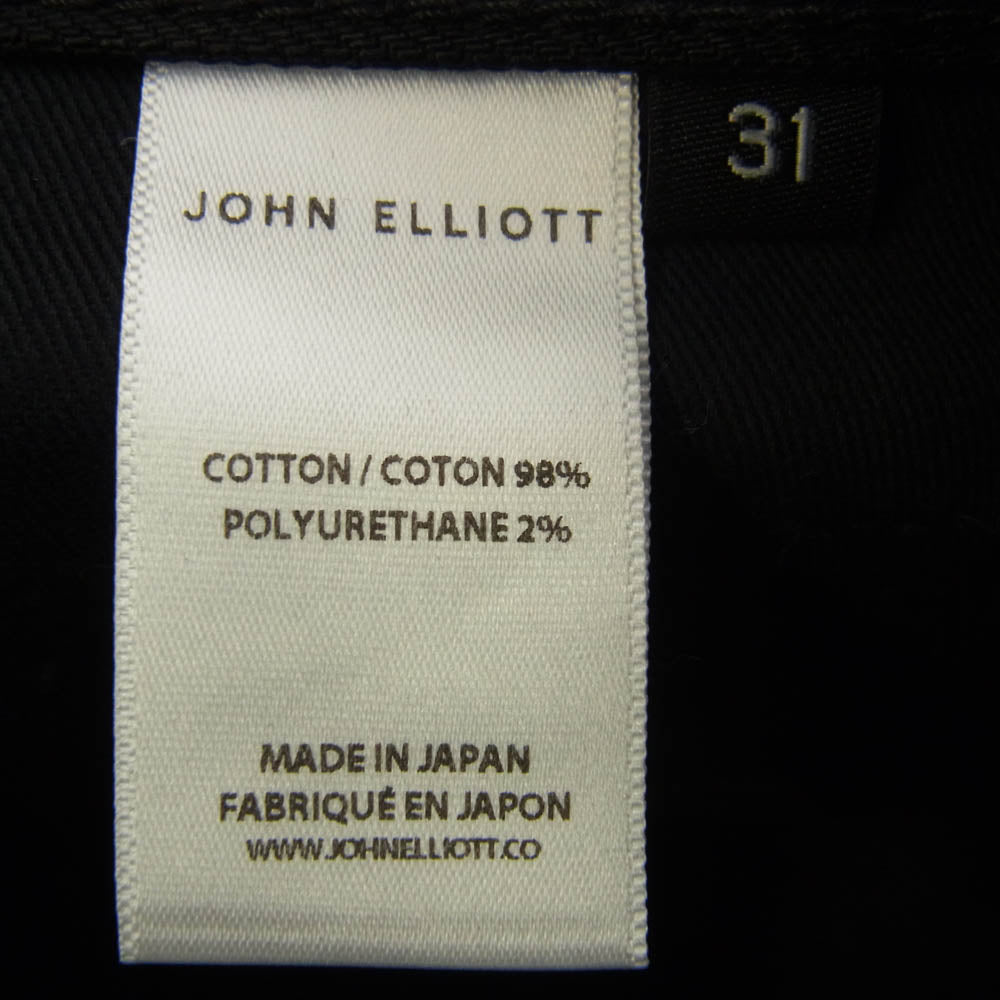 JOHN ELLIOTT
31
COTTON / COTON 98%
POLYURETHANE 2%
MADE IN JAPAN
FABRIQUÉ EN JAPON
WWW.JOHNELLIOTT.CO